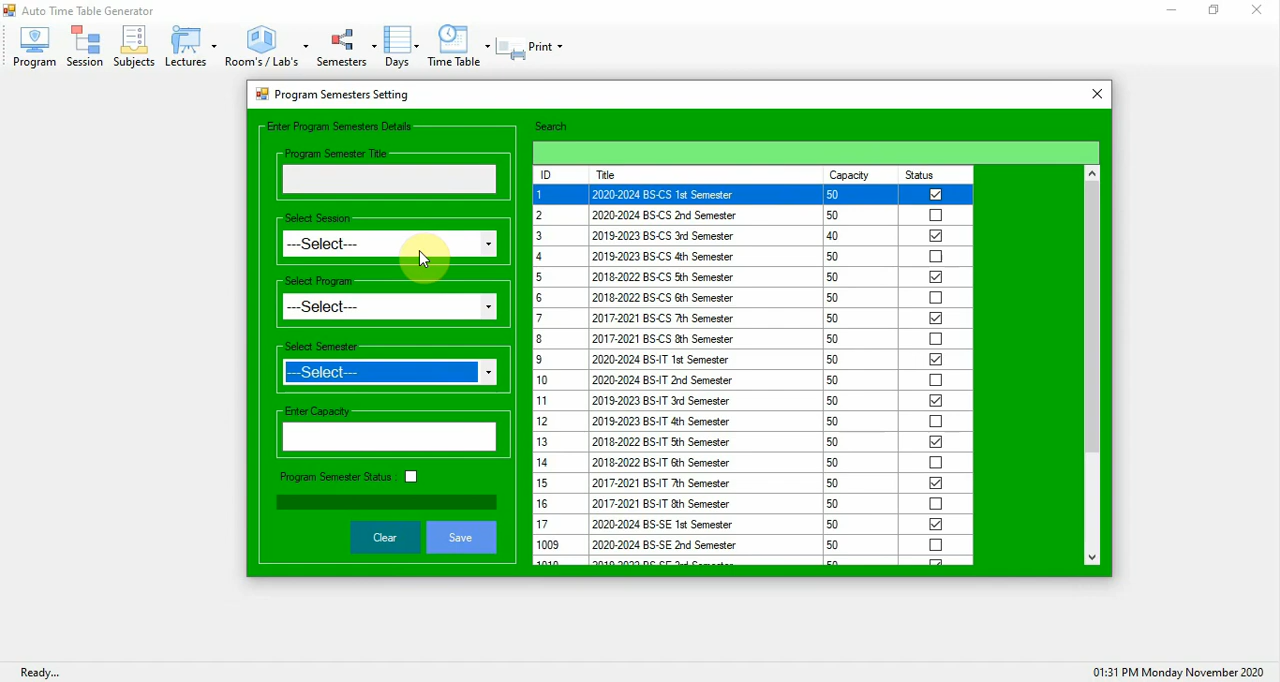 Auto Time Table Generator
Program Session Subjects Lectures Room's / Lab's Semesters Days Time Table Print
Program Semesters Setting
Enter Program Semesters Details
Program Semester Title
Select Session
---Select---
Select Program
---Select---
Select Semester
---Select---
Enter Capacity
Program Semester Status :
Clear Save
Search
ID Title Capacity Status
1 2020-2024 BS-CS 1st Semester 50
2 2020-2024 BS-CS 2nd Semester 50
3 2019-2023 BS-CS 3rd Semester 40
4 2019-2023 BS-CS 4th Semester 50
5 2018-2022 BS-CS 5th Semester 50
6 2018-2022 BS-CS 6th Semester 50
7 2017-2021 BS-CS 7th Semester 50
8 2017-2021 BS-CS 8th Semester 50
9 2020-2024 BS-IT 1st Semester 50
10 2020-2024 BS-IT 2nd Semester 50
11 2019-2023 BS-IT 3rd Semester 50
12 2019-2023 BS-IT 4th Semester 50
13 2018-2022 BS-IT 5th Semester 50
14 2018-2022 BS-IT 6th Semester 50
15 2017-2021 BS-IT 7th Semester 50
16 2017-2021 BS-IT 8th Semester 50
17 2020-2024 BS-SE 1st Semester 50
1009 2020-2024 BS-SE 2nd Semester 50
1010 2019-2023 BS-SE 3rd Semester 50
Ready...
01:31 PM Monday November 2020